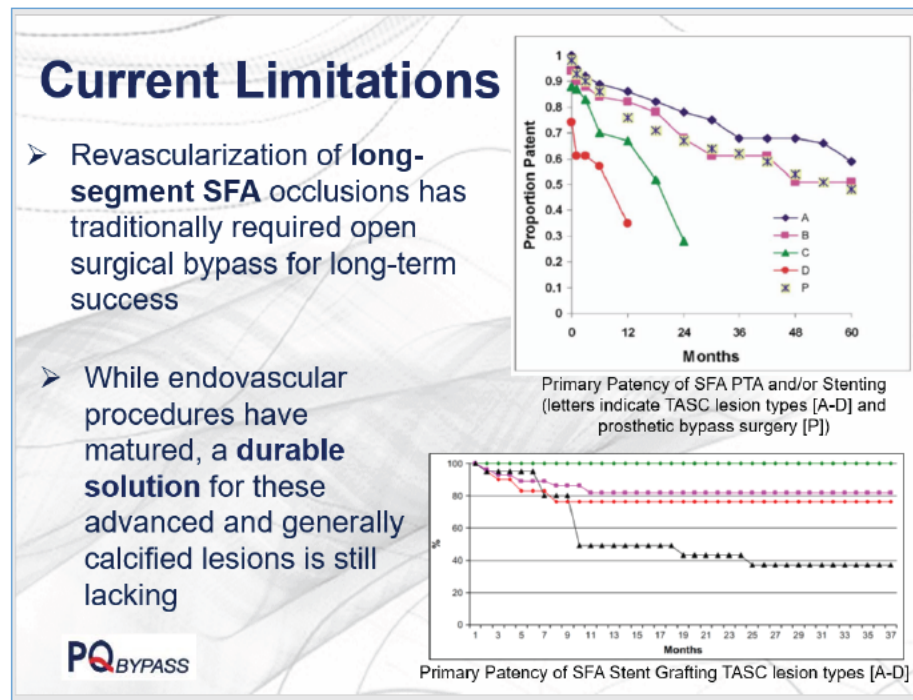 Current Limitations
➢ Revascularization of long-
segment SFA occlusions has
traditionally required open
surgical bypass for long-term
success
➢ While endovascular
procedures have
matured, a durable
solution for these
advanced and generally
calcified lesions is still
lacking
PQ BYPASS
Proportion Patent
1
0.9
0.8
0.7
0.6
0.5
0.4
0.3
0.2
0.1
0
0 12 24 36 48 60
Months
A
B
C
D
P
Primary Patency of SFA PTA and/or Stenting
(letters indicate TASC lesion types [A-D] and
prosthetic bypass surgery [P])
%
100
80
60
40
20
0
1 3 5 7 9 11 13 15 17 19 21 23 25 27 29 31 33 35 37
Months
Primary Patency of SFA Stent Grafting TASC lesion types [A-D]